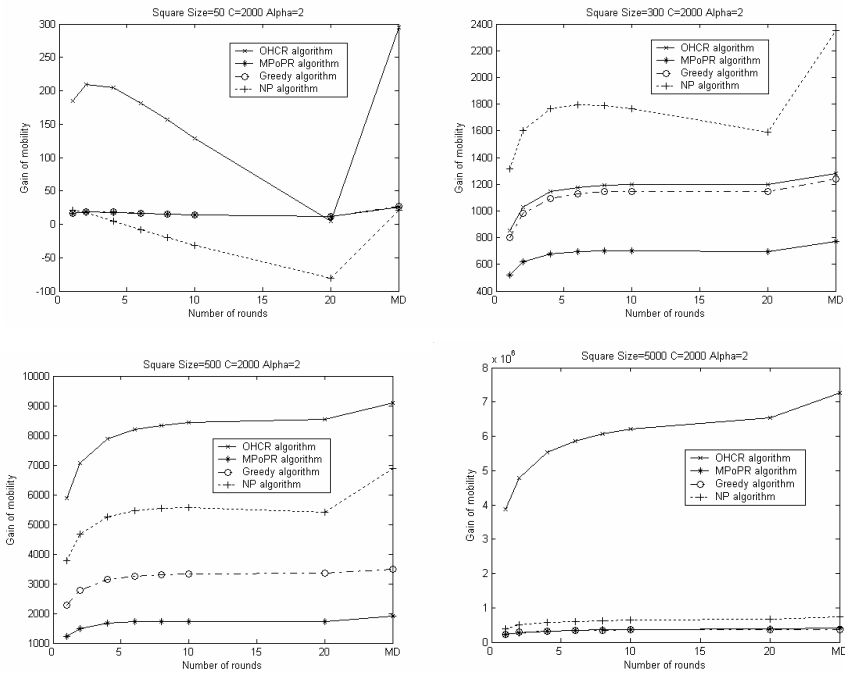 Square Size=50 C=2000 Alpha=2
300
250
200
150
100
50
0
-50
-100
Gain of mobility
OHCR algorithm
MPoPR algorithm
Greedy algorithm
NP algorithm
0 5 10 15 20 MD
Number of rounds
Square Size=300 C=2000 Alpha=2
2400
2200
2000
1800
1600
1400
1200
1000
800
600
400
Gain of mobility
OHCR algorithm
MPoPR algorithm
Greedy algorithm
NP algorithm
0 5 10 15 20 MD
Number of rounds
Square Size=500 C=2000 Alpha=2
10000
9000
8000
7000
6000
5000
4000
3000
2000
1000
Gain of mobility
OHCR algorithm
MPoPR algorithm
Greedy algorithm
NP algorithm
0 5 10 15 20 MD
Number of rounds
Square Size=5000 C=2000 Alpha=2
x 10^6
8
7
6
5
4
3
2
1
0
Gain of mobility
OHCR algorithm
MPoPR algorithm
Greedy algorithm
NP algorithm
0 5 10 15 20 MD
Number of rounds